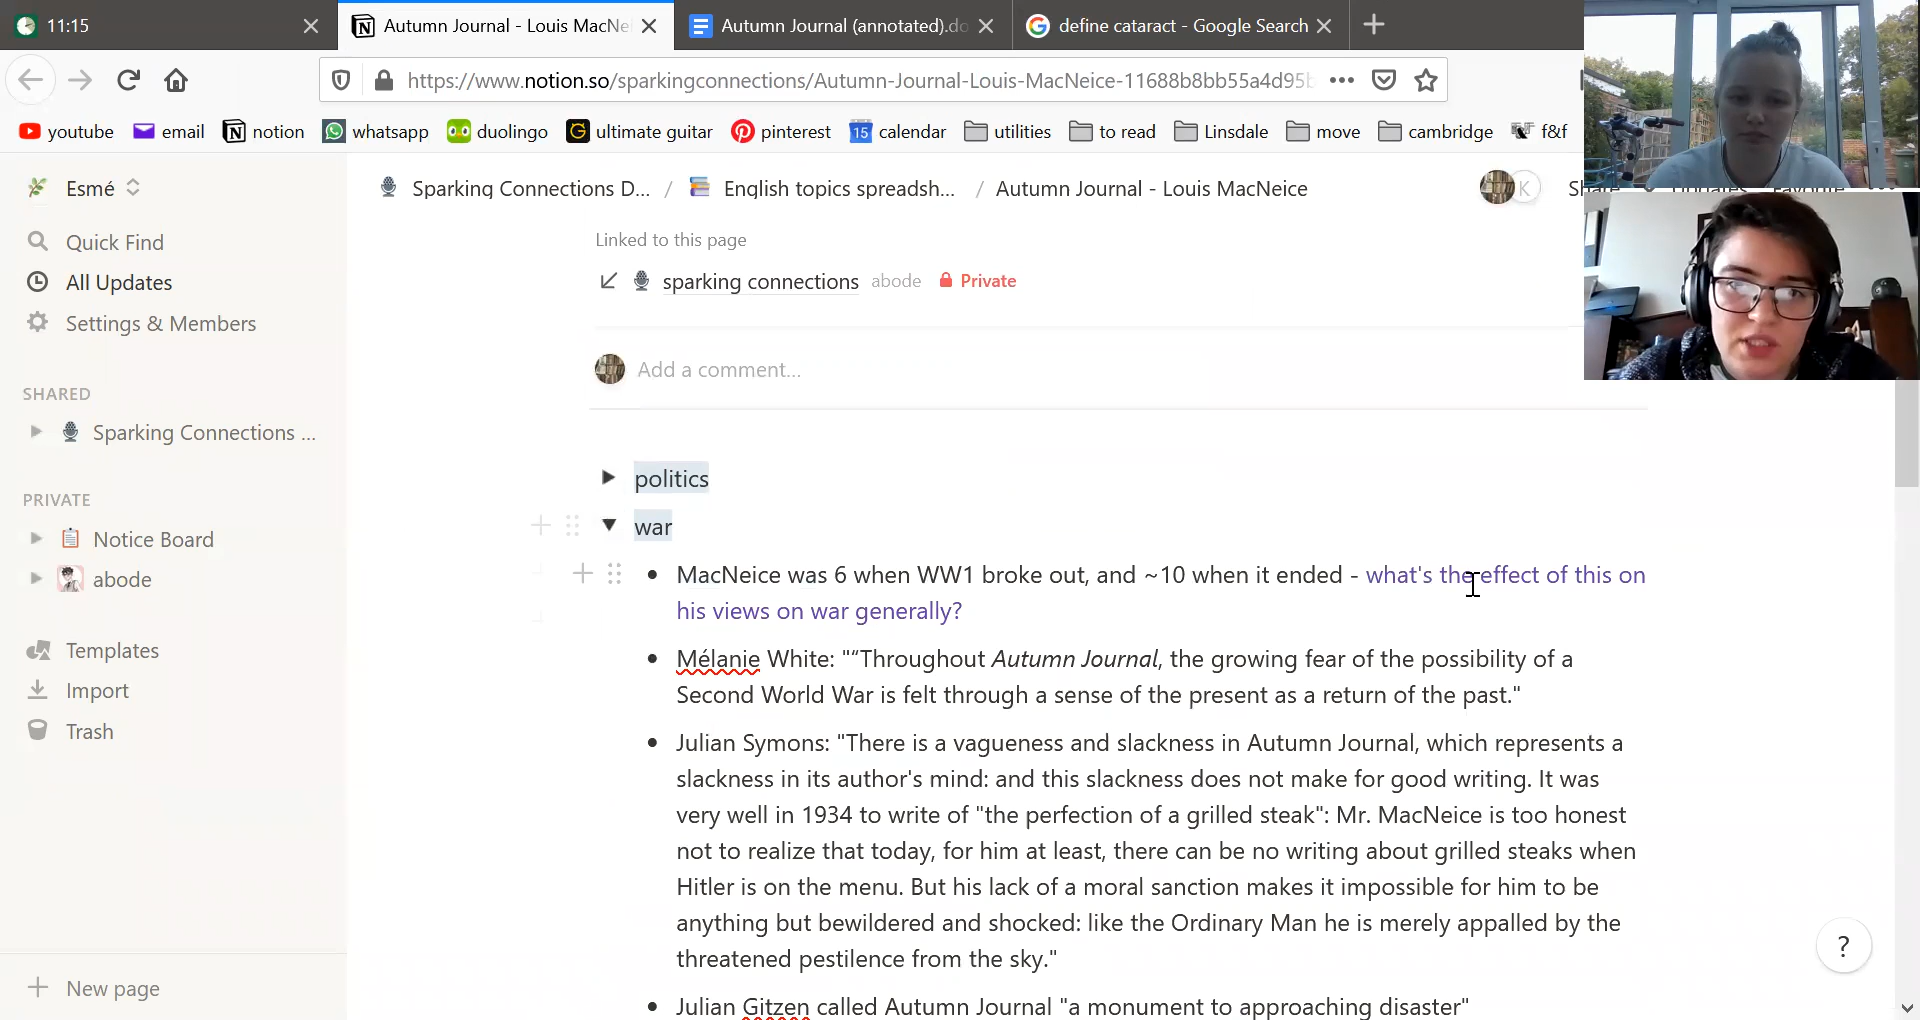 11:15
Autumn Journal - Louis MacNei
Autumn Journal (annotated).do
define cataract - Google Search
https://www.notion.so/sparkingconnections/Autumn-Journal-Louis-MacNeice-11688b8bb55a4d95b
youtube
email
notion
whatsapp
duolingo
ultimate guitar
pinterest
15 calendar
utilities
to read
Linsdale
move
cambridge
f&f
Esmé
Sparking Connections D... / English topics spreadsh... / Autumn Journal - Louis MacNeice
K
Share
Updates
Favorite
Quick Find
All Updates
Settings & Members
SHARED
Sparking Connections ...
PRIVATE
Notice Board
abode
Templates
Import
Trash
New page
Linked to this page
sparking connections abode Private
Add a comment...
politics
war
MacNeice was 6 when WW1 broke out, and ~10 when it ended - what's the effect of this on
his views on war generally?
Mélanie White: "“Throughout Autumn Journal, the growing fear of the possibility of a
Second World War is felt through a sense of the present as a return of the past."
Julian Symons: "There is a vagueness and slackness in Autumn Journal, which represents a
slackness in its author's mind: and this slackness does not make for good writing. It was
very well in 1934 to write of "the perfection of a grilled steak": Mr. MacNeice is too honest
not to realize that today, for him at least, there can be no writing about grilled steaks when
Hitler is on the menu. But his lack of a moral sanction makes it impossible for him to be
anything but bewildered and shocked: like the Ordinary Man he is merely appalled by the
threatened pestilence from the sky."
Julian Gitzen called Autumn Journal "a monument to approaching disaster"
?